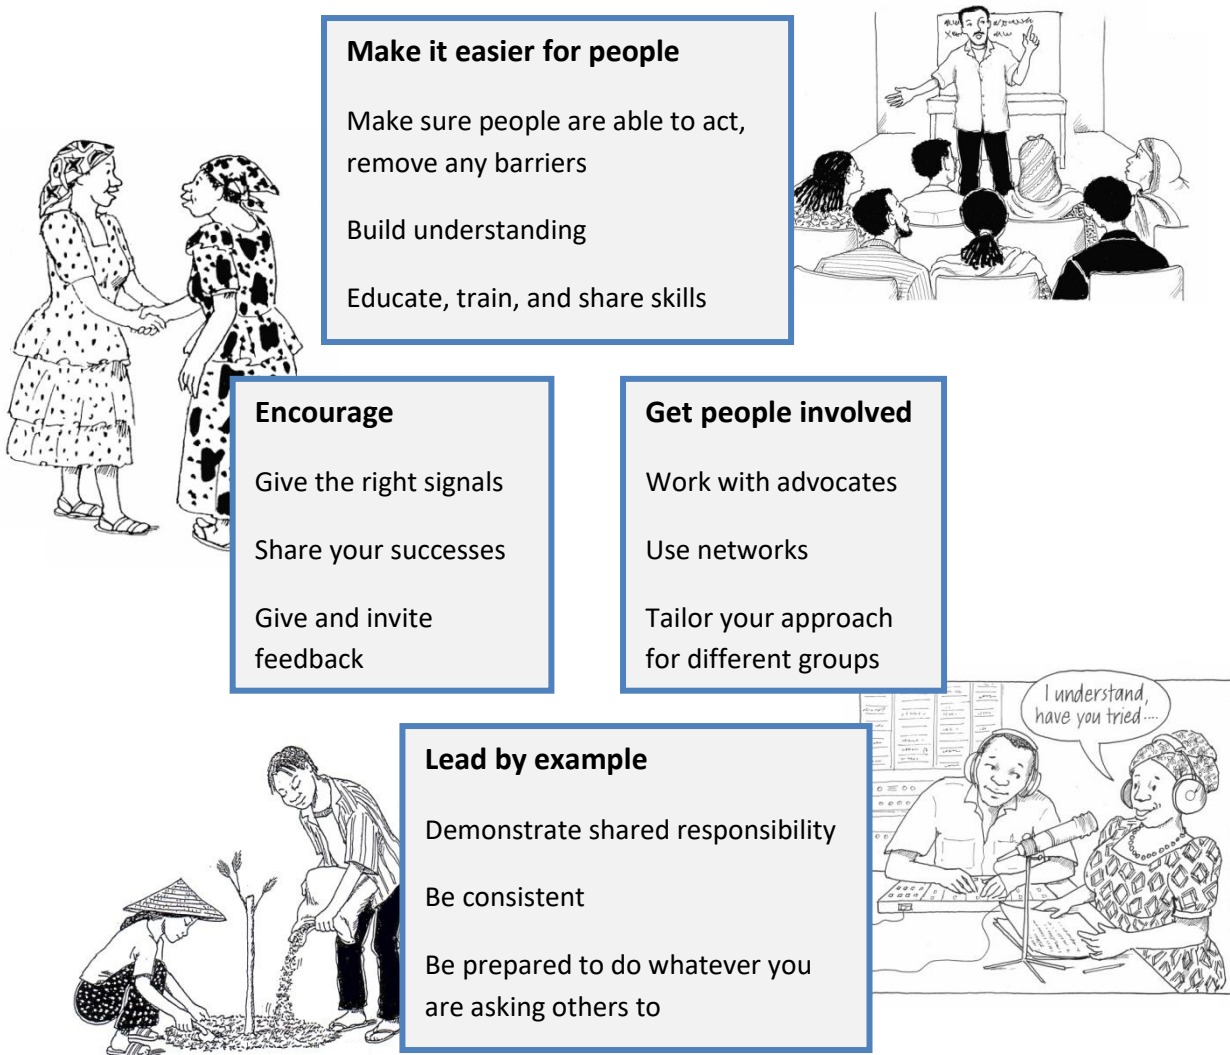 Make it easier for people
Make sure people are able to act,
remove any barriers
Build understanding
Educate, train, and share skills
Encourage
Give the right signals
Share your successes
Give and invite
feedback
Get people involved
Work with advocates
Use networks
Tailor your approach
for different groups
I understand,
have you tried....
Lead by example
Demonstrate shared responsibility
Be consistent
Be prepared to do whatever you
are asking others to